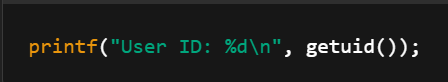 printf("User ID: %d\n", getuid());